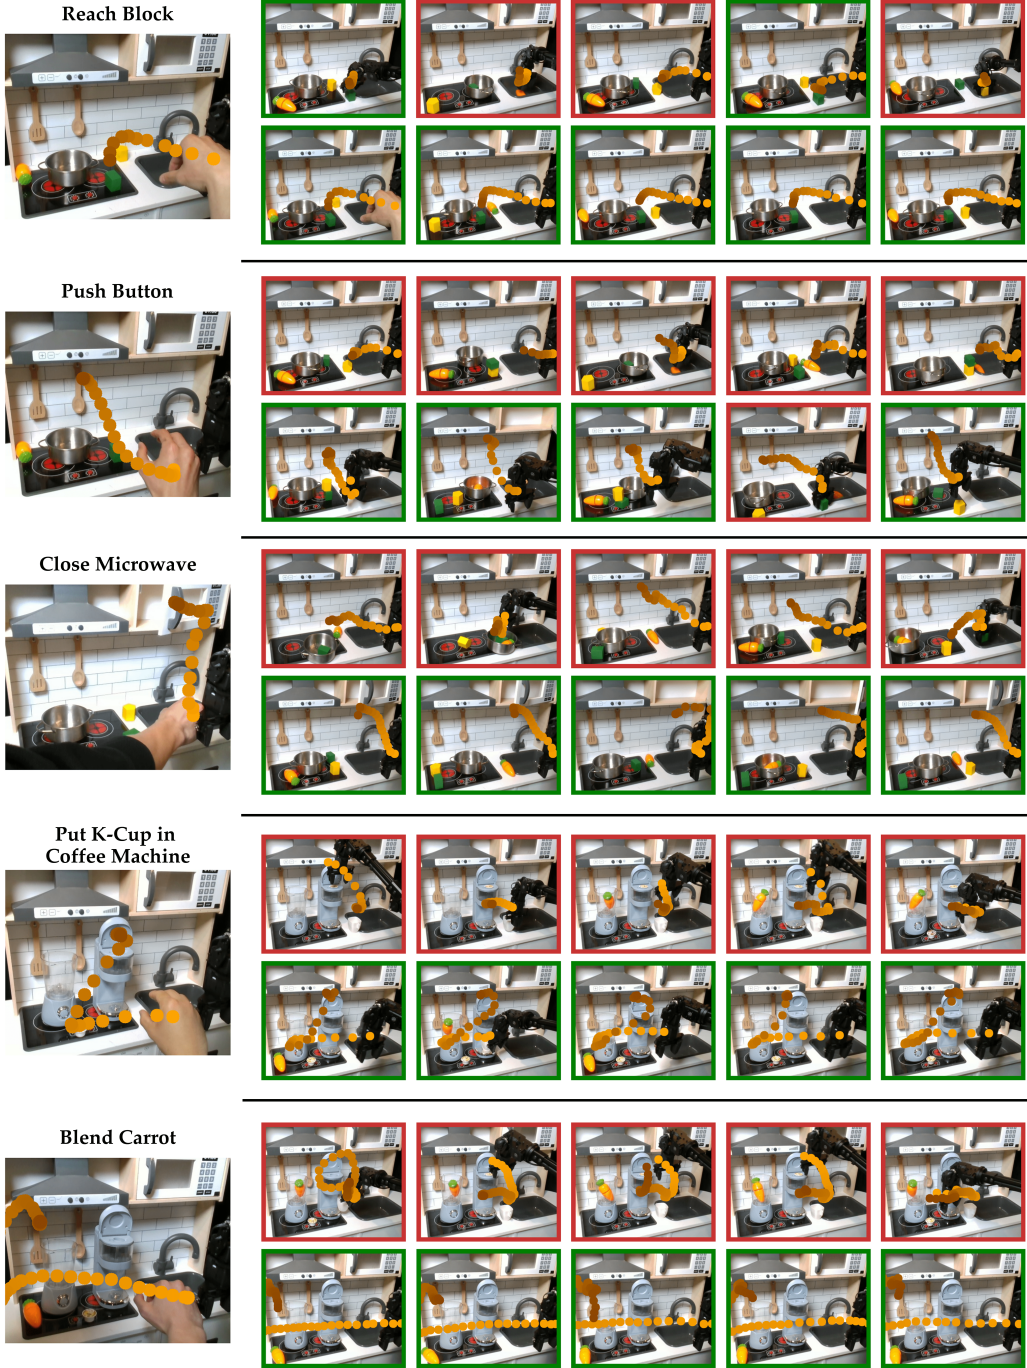 Reach Block
Push Button
Close Microwave
Put K-Cup in
Coffee Machine
Blend Carrot